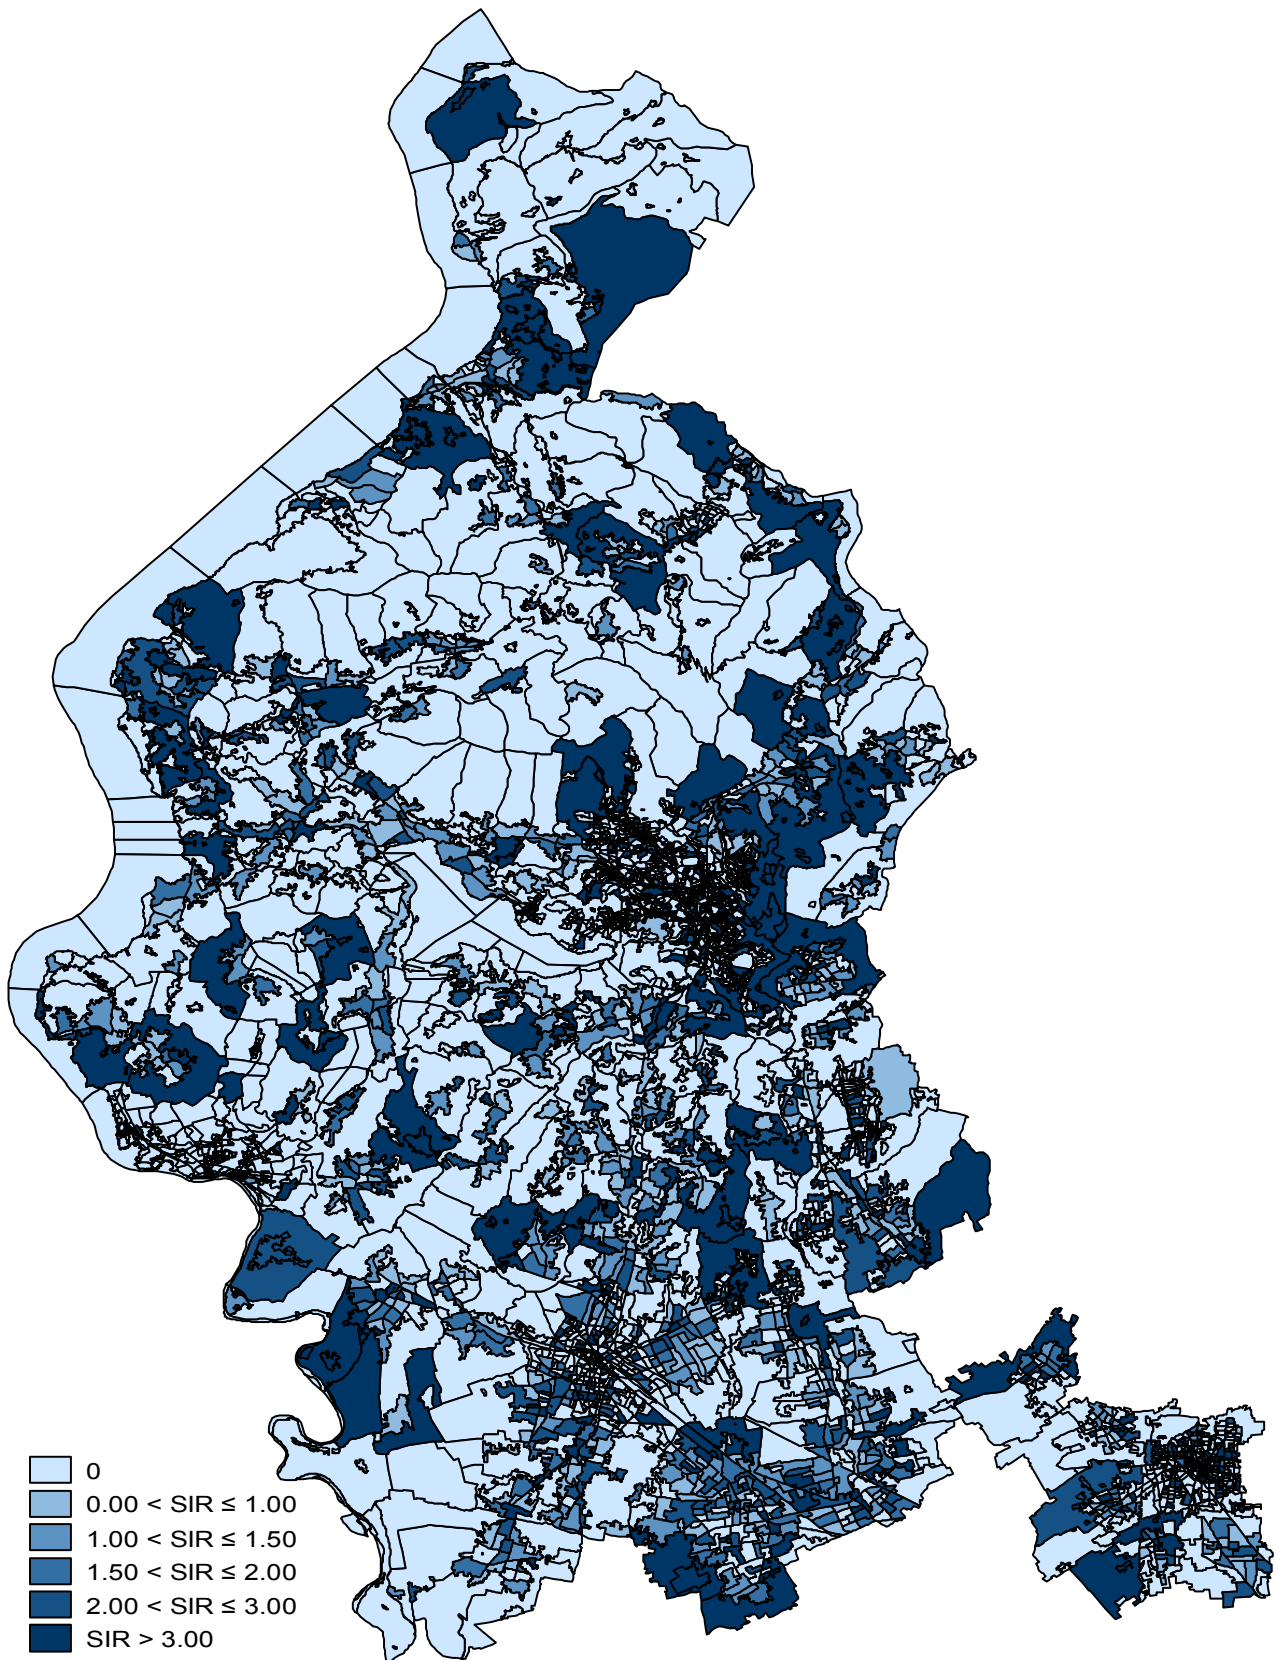 0
0.00 < SIR ≤ 1.00
1.00 < SIR ≤ 1.50
1.50 < SIR ≤ 2.00
2.00 < SIR ≤ 3.00
SIR > 3.00